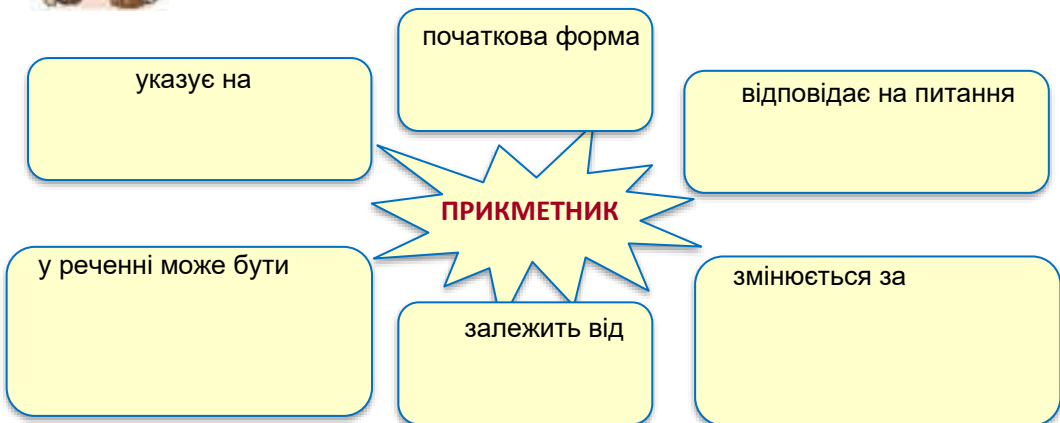 початкова форма
указує на
відповідає на питання
ПРИКМЕТНИК
у реченні може бути
змінюється за
залежить від